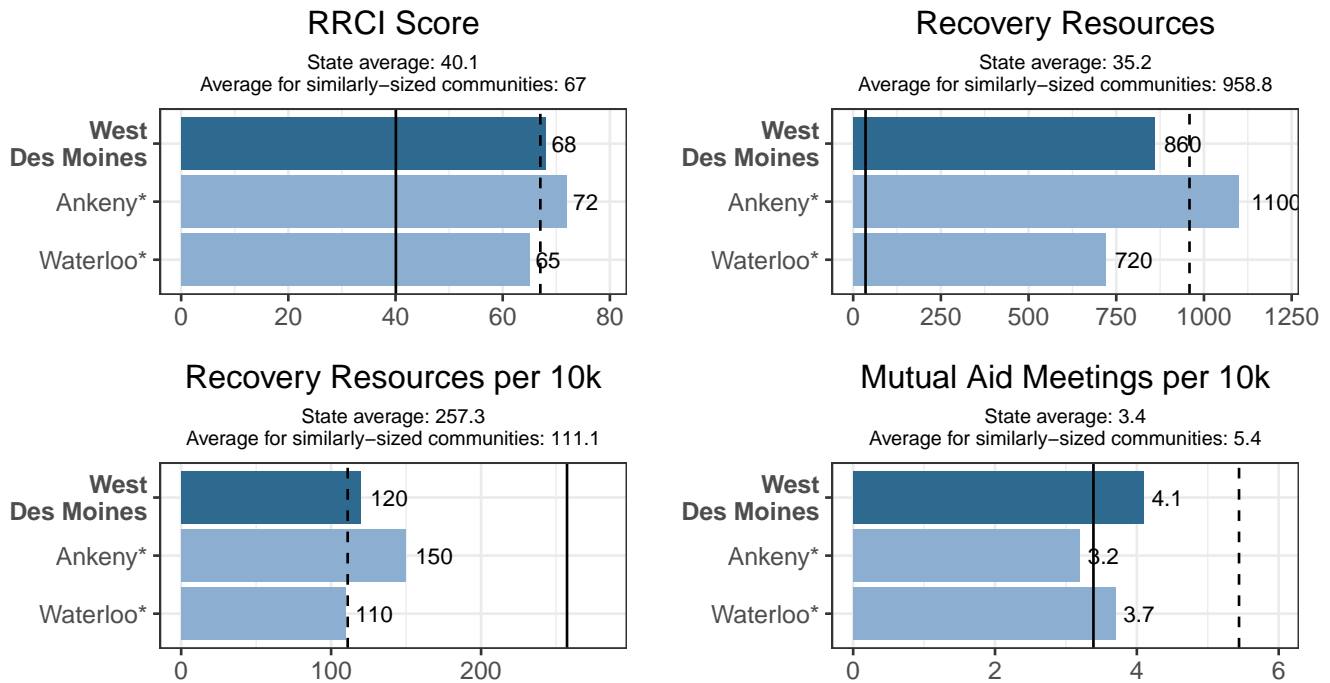 RRCI Score
State average: 40.1
Average for similarly−sized communities: 67
West
Des Moines
68
Ankeny*
72
Waterloo*
65
0 20 40 60 80
Recovery Resources
State average: 35.2
Average for similarly−sized communities: 958.8
West
Des Moines
860
Ankeny*
1100
Waterloo*
720
0 250 500 750 1000 1250
Recovery Resources per 10k
State average: 257.3
Average for similarly−sized communities: 111.1
West
Des Moines
120
Ankeny*
150
Waterloo*
110
0 100 200
Mutual Aid Meetings per 10k
State average: 3.4
Average for similarly−sized communities: 5.4
West
Des Moines
4.1
Ankeny*
3.2
Waterloo*
3.7
0 2 4 6